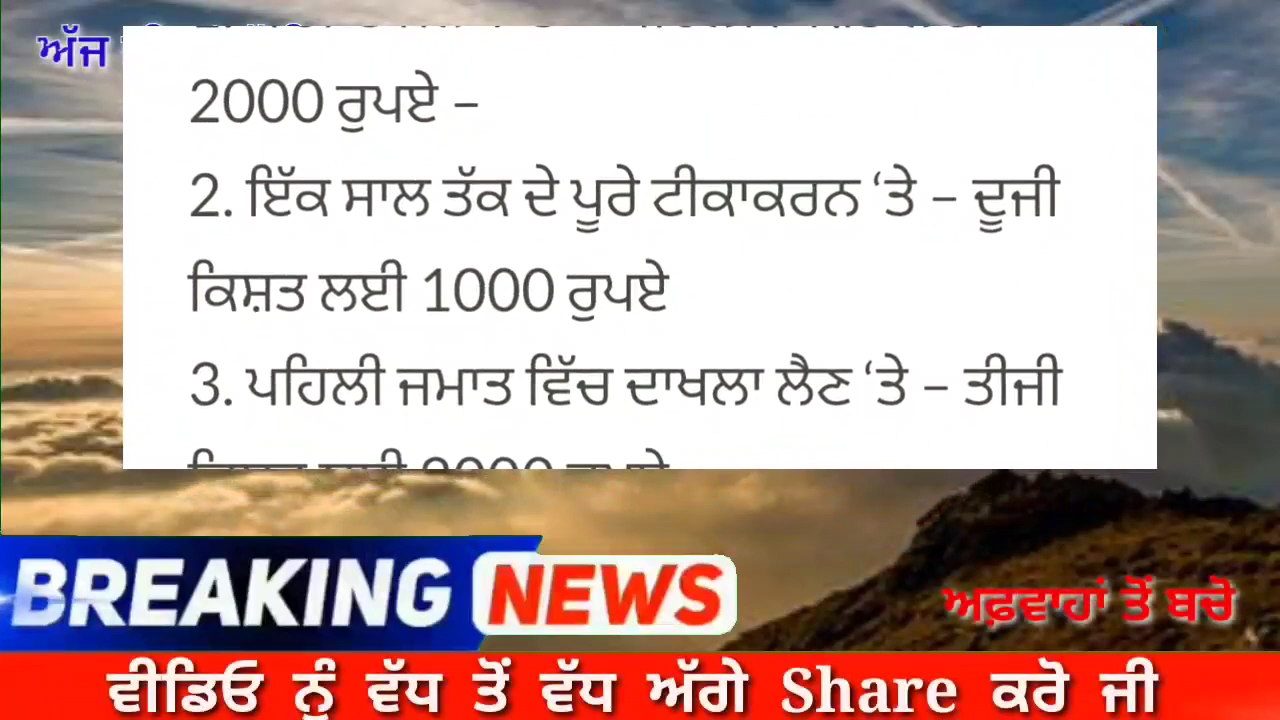 ਅੱਜ
2000 ਰੁਪਏ –
2. ਇੱਕ ਸਾਲ ਤੱਕ ਦੇ ਪੂਰੇ ਟੀਕਾਕਰਨ ‘ਤੇ – ਦੂਜੀ
ਕਿਸ਼ਤ ਲਈ 1000 ਰੁਪਏ
3. ਪਹਿਲੀ ਜਮਾਤ ਵਿੱਚ ਦਾਖਲਾ ਲੈਣ ‘ਤੇ – ਤੀਜੀ
BREAKING NEWS
ਅਫ਼ਵਾਹਾਂ ਤੋਂ ਬਚੋ
ਵੀਡਿਓ ਨੂੰ ਵੱਧ ਤੋਂ ਵੱਧ ਅੱਗੇ Share ਕਰੋ ਜੀ